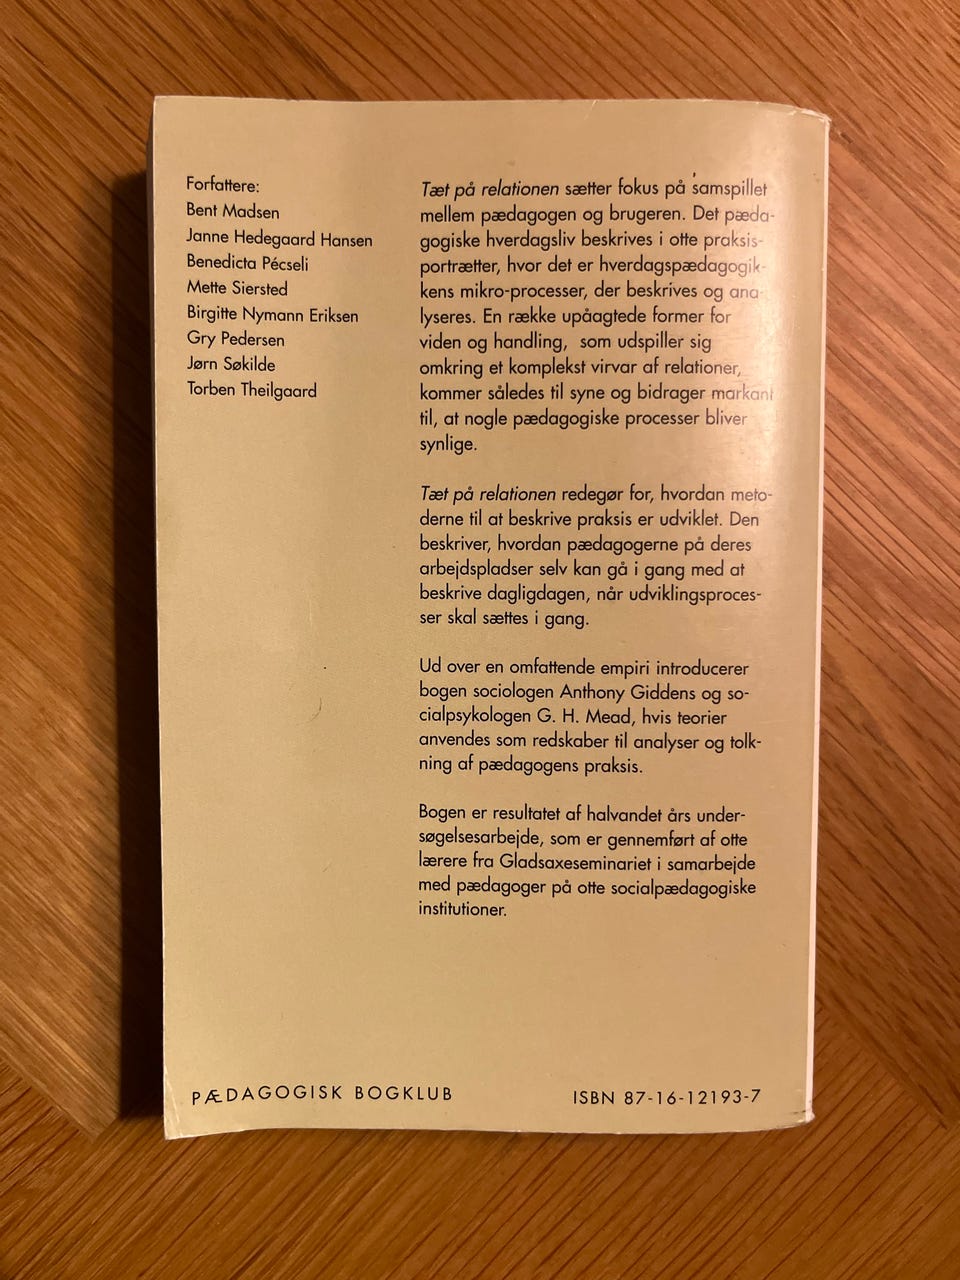 Forfattere:
Bent Madsen
Janne Hedegaard Hansen
Benedicta Pécseli
Mette Siersted
Birgitte Nymann Eriksen
Gry Pedersen
Jørn Søkilde
Torben Theilgaard
Tæt på relationen sætter fokus på samspillet
mellem pædagogen og brugeren. Det pæda-
gogiske hverdagsliv beskrives i otte praksis-
portrætter, hvor det er hverdagspædagogik-
kens mikro-processer, der beskrives og ana-
lyseres. En række upåagtede former for
viden og handling, som udspiller sig
omkring et komplekst virvar af relationer,
kommer således til syne og bidrager markant
til, at nogle pædagogiske processer bliver
synlige.
Tæt på relationen redegør for, hvordan meto-
derne til at beskrive praksis er udviklet. Den
beskriver, hvordan pædagogerne på deres
arbejdspladser selv kan gå i gang med at
beskrive dagligdagen, når udviklingsproces-
ser skal sættes i gang.
Ud over en omfattende empiri introducerer
bogen sociologen Anthony Giddens og so-
cialpsykologen G. H. Mead, hvis teorier
anvendes som redskaber til analyser og tolk-
ning af pædagogens praksis.
Bogen er resultatet af halvandet års under-
søgelsesarbejde, som er gennemført af otte
lærere fra Gladsaxeseminariet i samarbejde
med pædagoger på otte socialpædagogiske
institutioner.
PÆDAGOGISK BOGKLUB
ISBN 87-16-12193-7